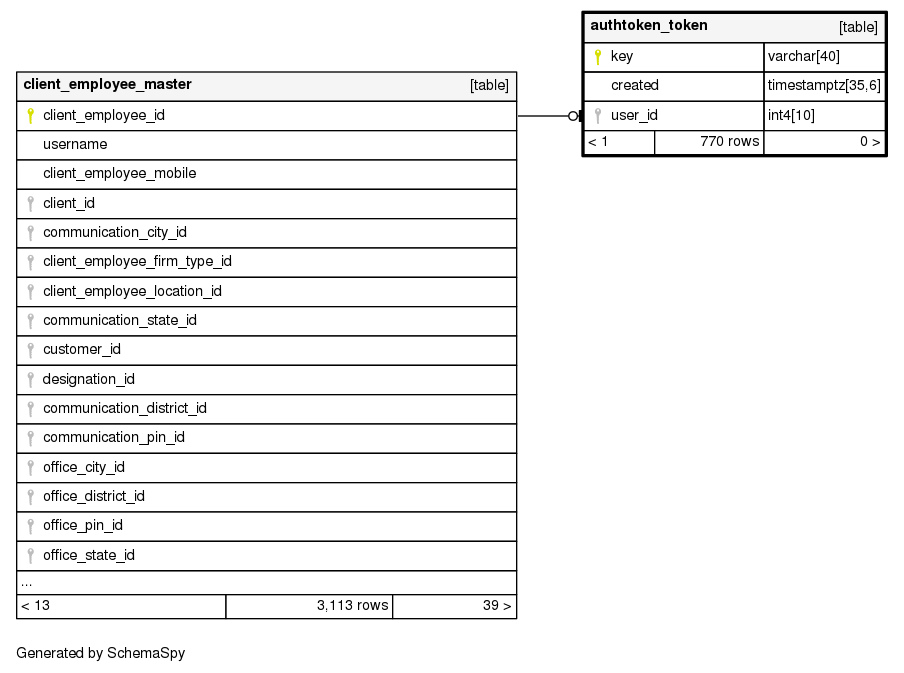 authtoken_token [table]
key varchar[40]
created timestamptz[35,6]
user_id int4[10]
< 1 770 rows 0 >
client_employee_master [table]
client_employee_id
username
client_employee_mobile
client_id
communication_city_id
client_employee_firm_type_id
client_employee_location_id
communication_state_id
customer_id
designation_id
communication_district_id
communication_pin_id
office_city_id
office_district_id
office_pin_id
office_state_id
...
< 13 3,113 rows 39 >
Generated by SchemaSpy